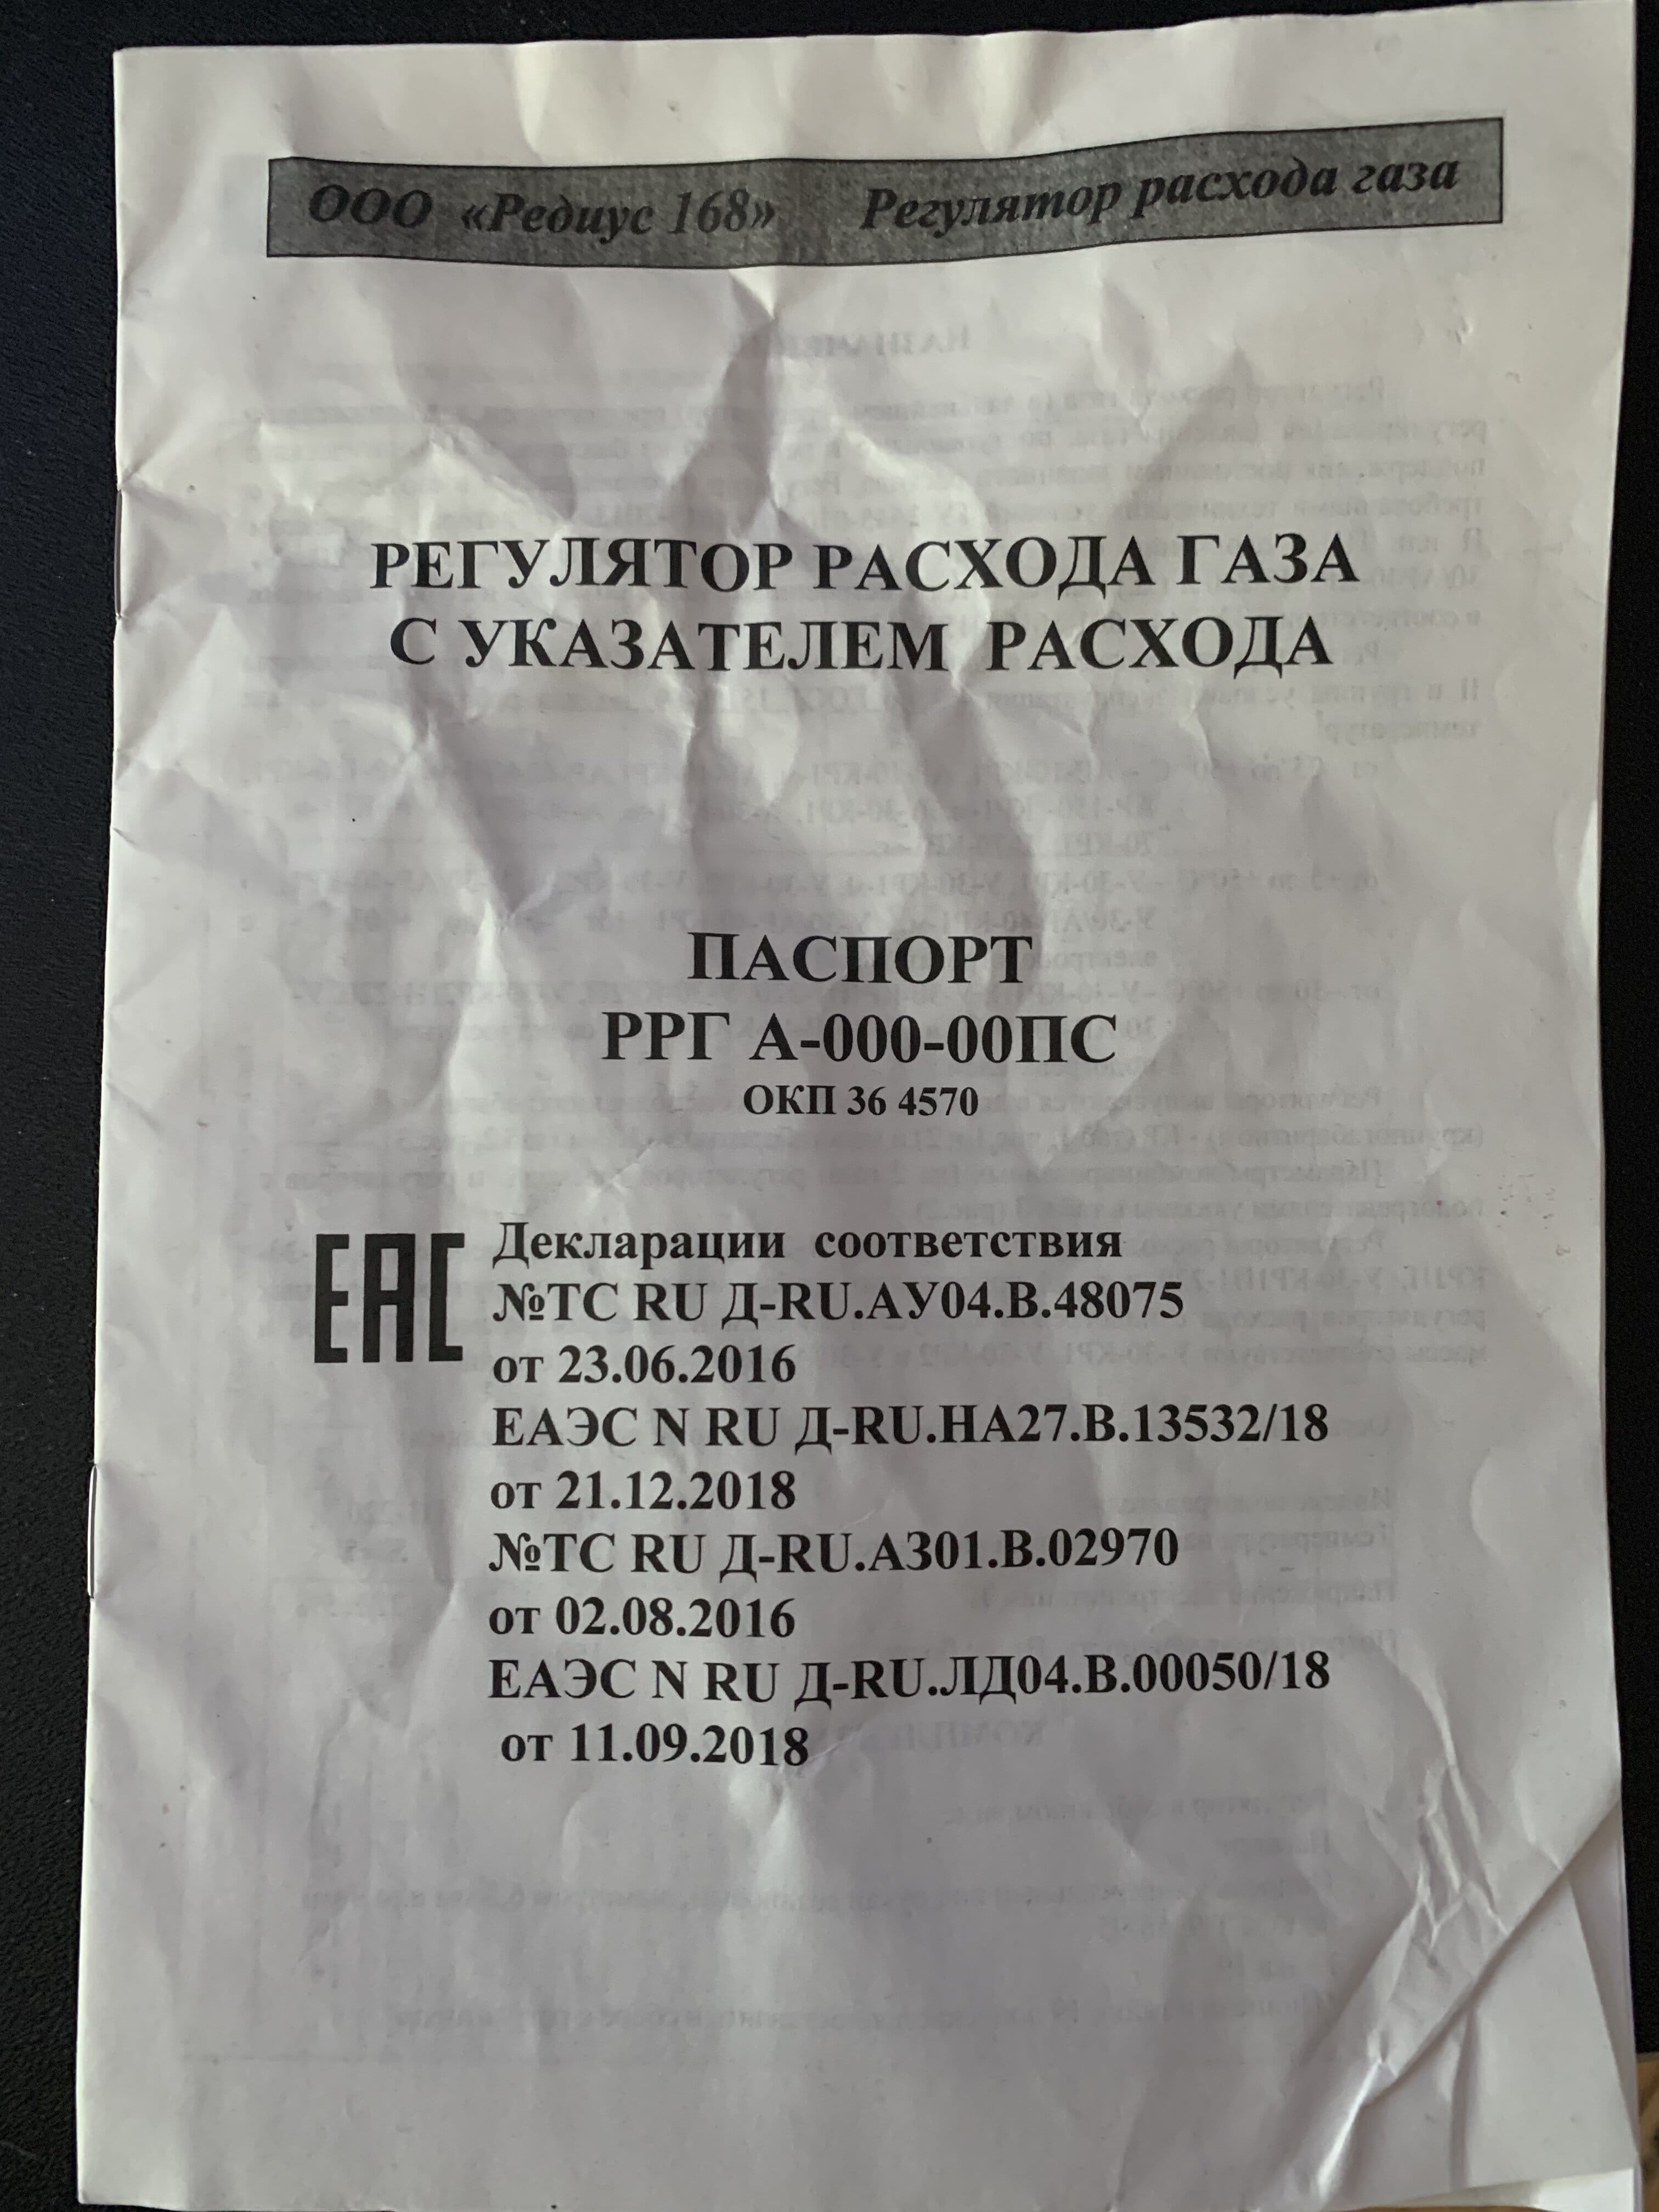 ООО «Редиус 168» Регулятор расхода газа
РЕГУЛЯТОР РАСХОДА ГАЗА
С УКАЗАТЕЛЕМ РАСХОДА
ПАСПОРТ
РРГ А-000-00ПС
ОКП 36 4570
ЕАС
Декларации соответствия
№ТС RU Д-RU.АУ04.В.48075
от 23.06.2016
ЕАЭС N RU Д-RU.НА27.В.13532/18
от 21.12.2018
№ТС RU Д-RU.АЗ01.В.02970
от 02.08.2016
ЕАЭС N RU Д-RU.ЛД04.В.00050/18
от 11.09.2018